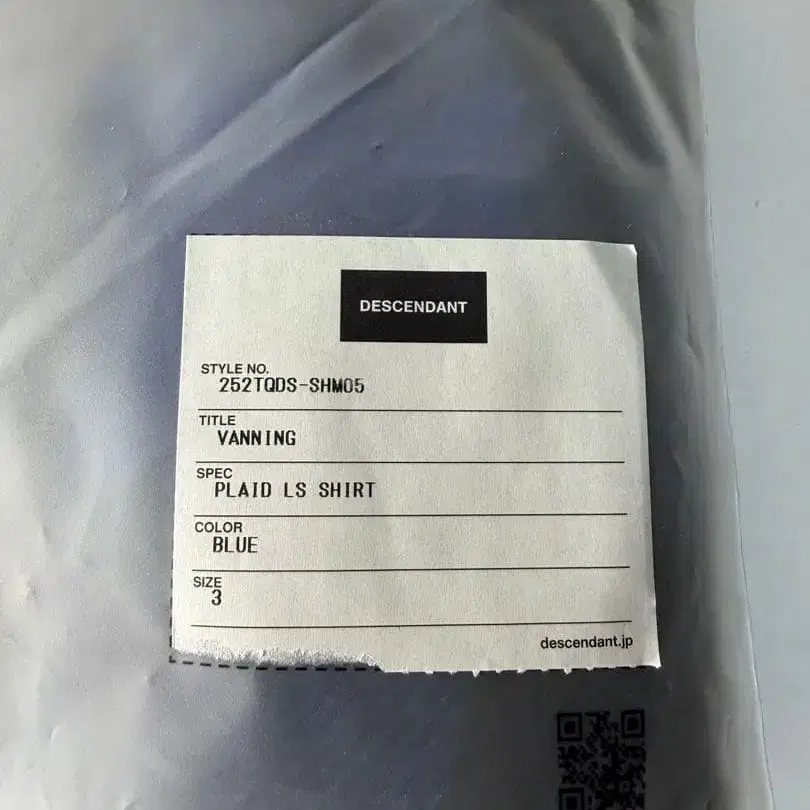 DESCENDANT
STYLE NO.
252TQDS-SHM05
TITLE
VANNING
SPEC
PLAID LS SHIRT
COLOR
BLUE
SIZE
3
descendant.jp